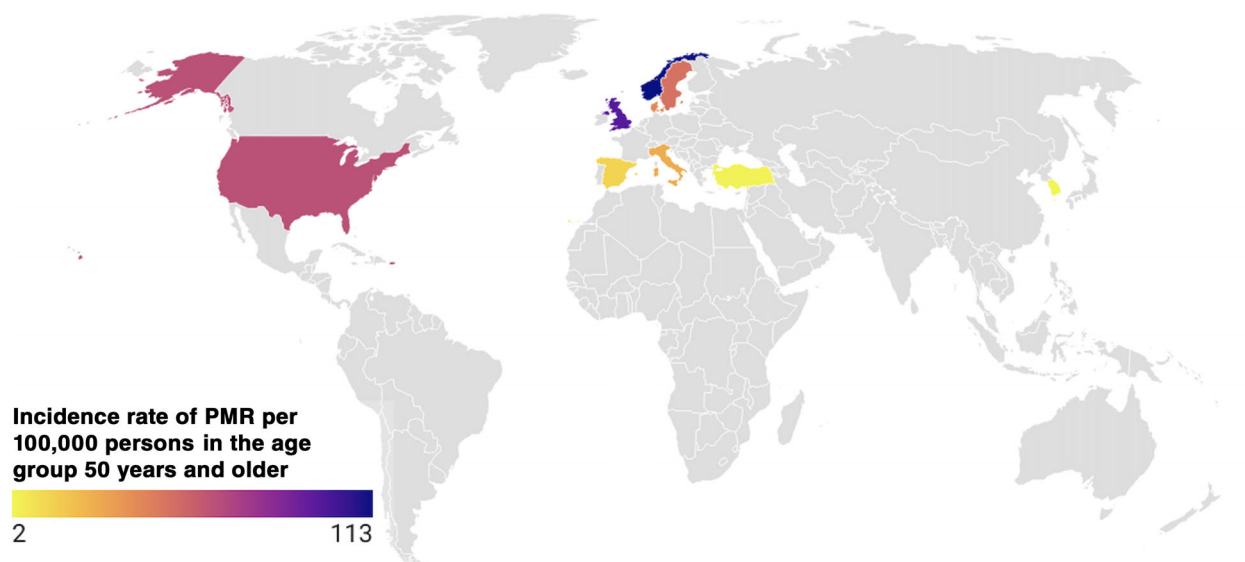 Incidence rate of PMR per
100,000 persons in the age
group 50 years and older
2 113